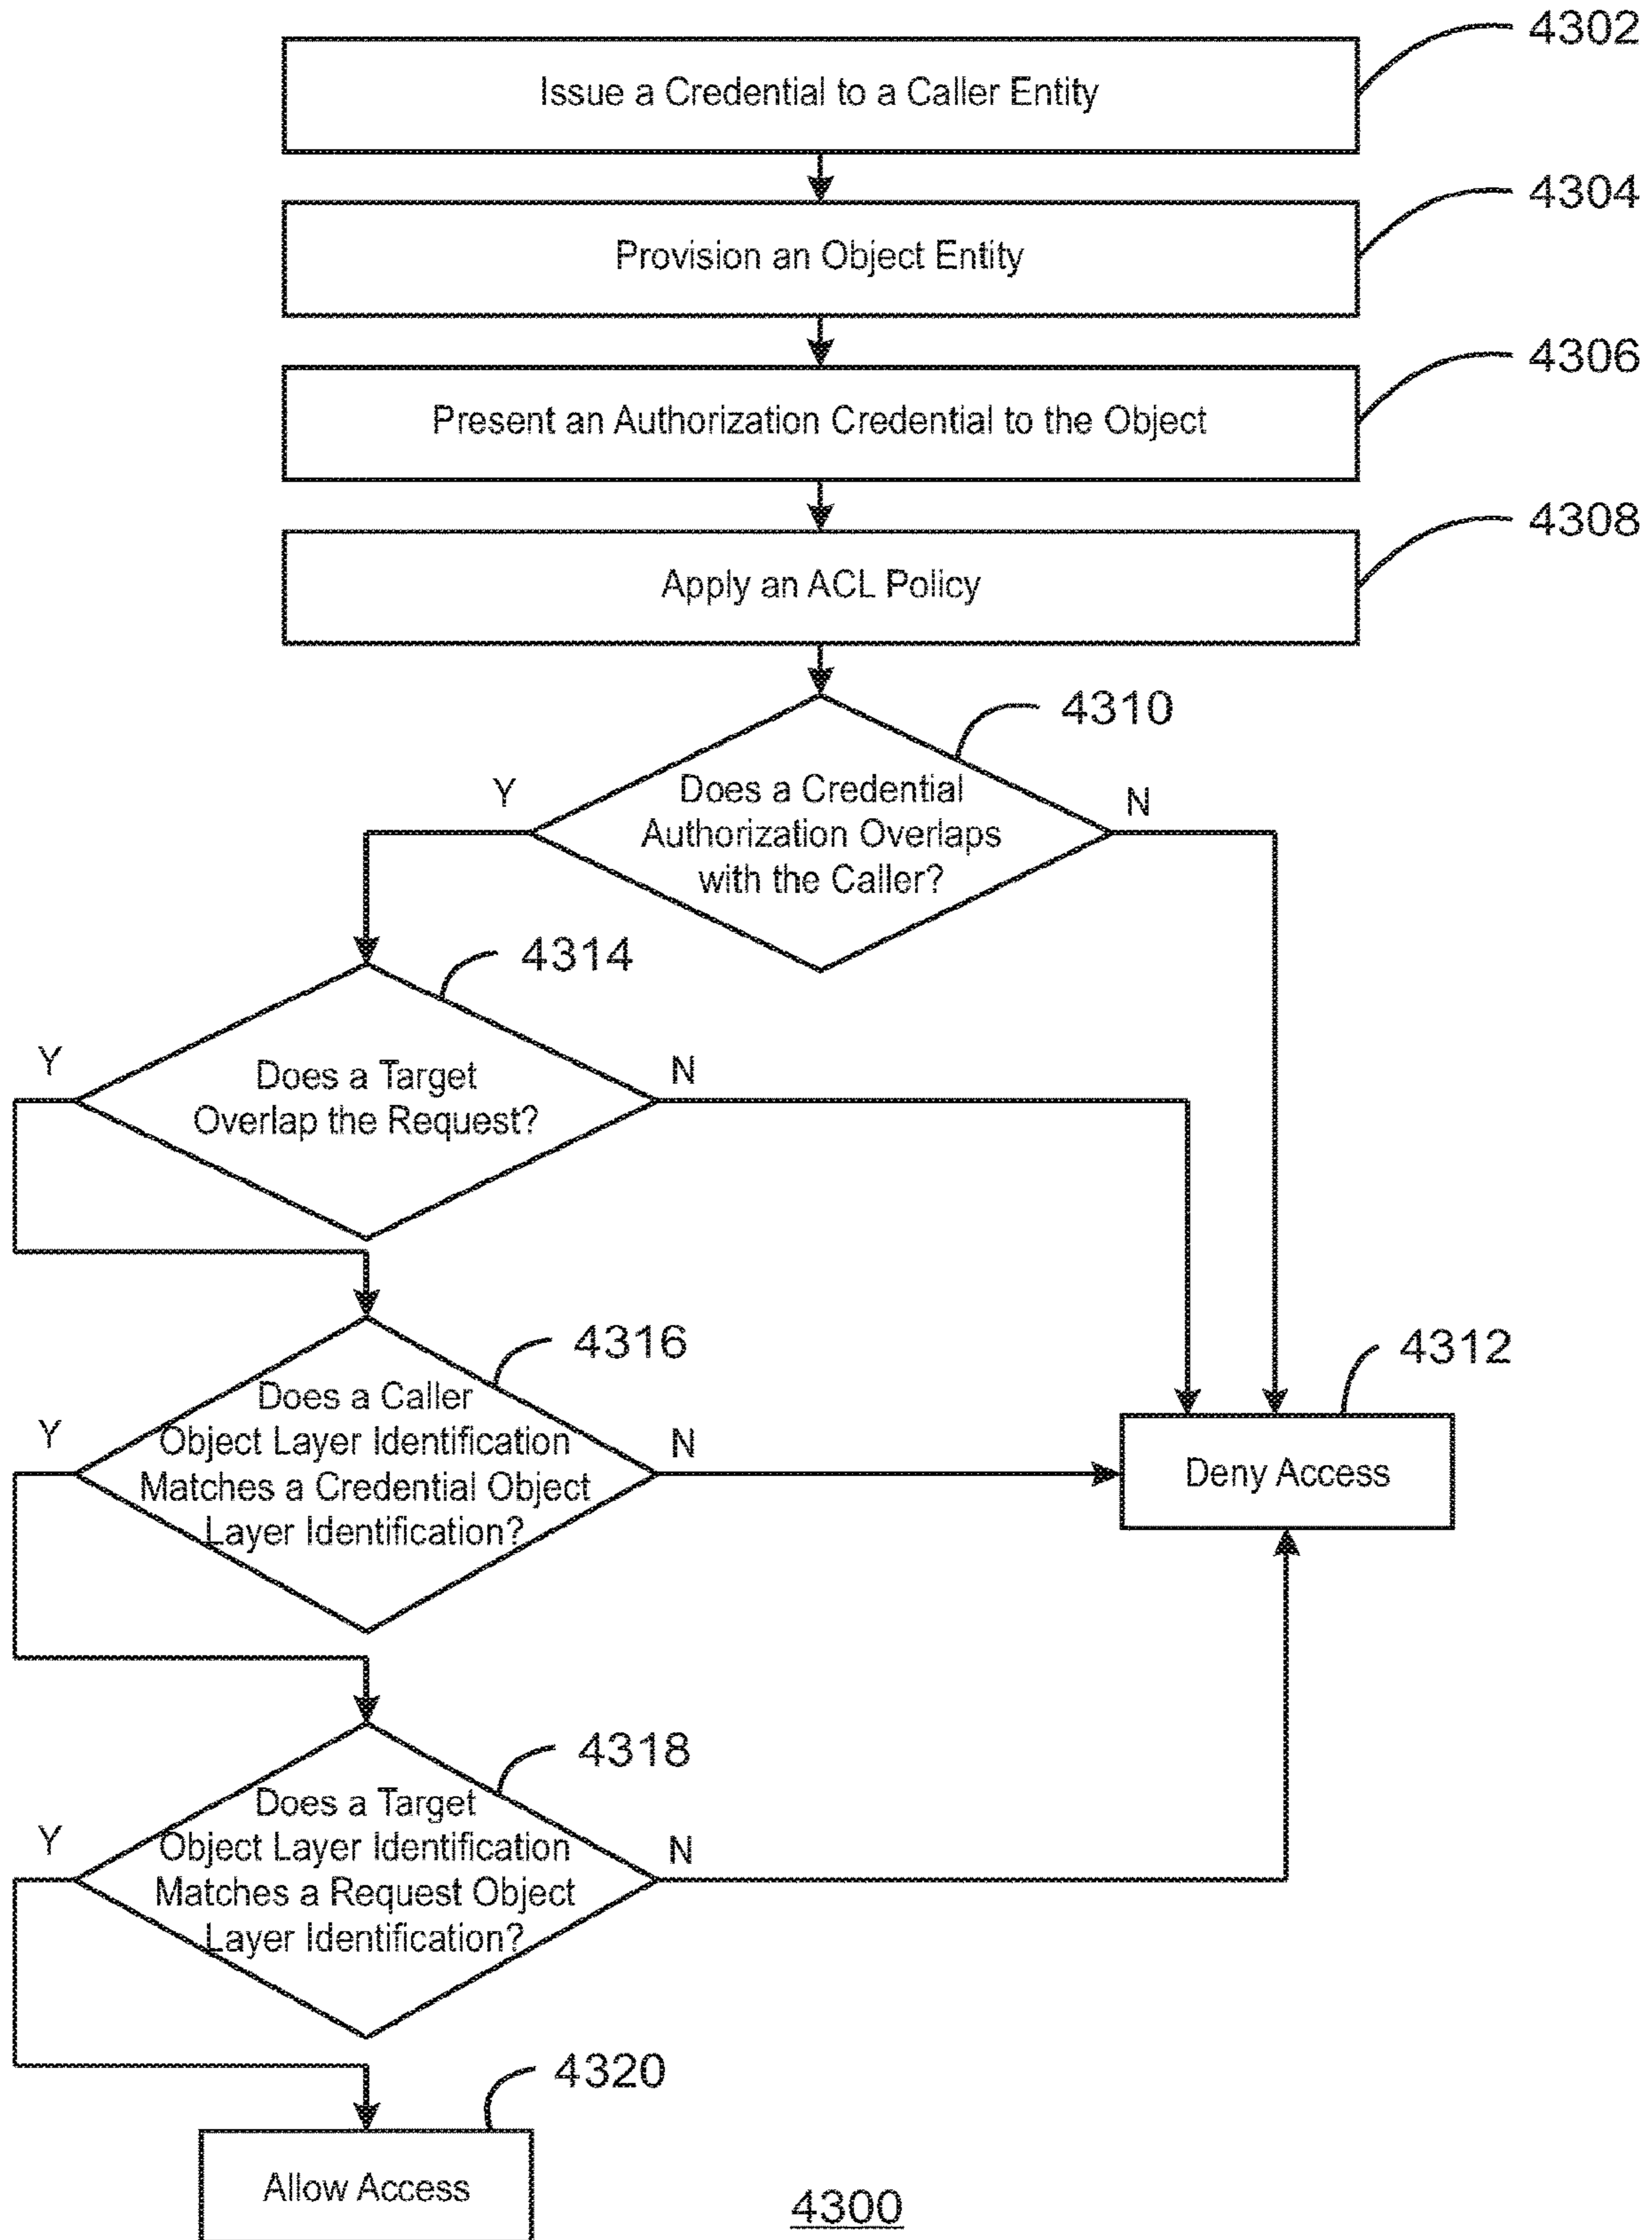 4302
Issue a Credential to a Caller Entity
4304
Provision an Object Entity
4306
Present an Authorization Credential to the Object
4308
Apply an ACL Policy
4310
Y
Does a Credential
Authorization Overlaps
with the Caller?
N
4314
Y
Does a Target
Overlap the Request?
N
4316
Y
Does a Caller
Object Layer Identification
Matches a Credential Object
Layer Identification?
N
4312
Deny Access
4318
Y
Does a Target
Object Layer Identification
Matches a Request Object
Layer Identification?
N
4320
Allow Access
4300